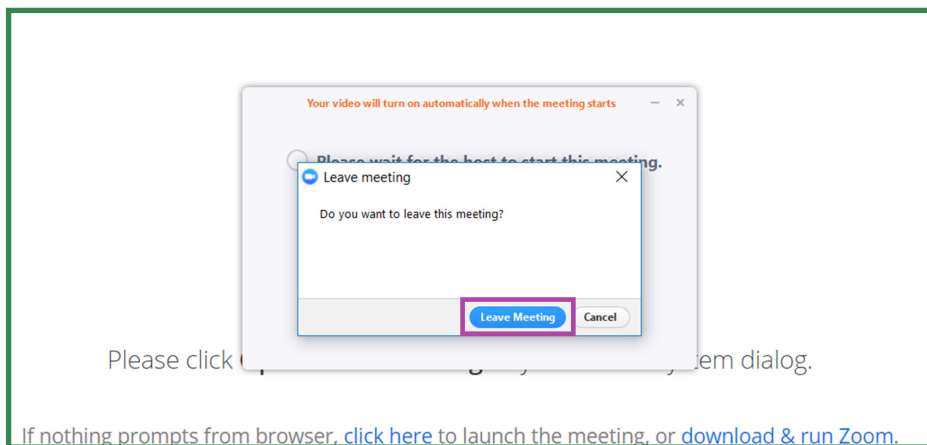 Your video will turn on automatically when the meeting starts
Please wait for the host to start this meeting.
Leave meeting
Do you want to leave this meeting?
Leave Meeting Cancel
Please click tem dialog.
If nothing prompts from browser, click here to launch the meeting, or download & run Zoom.